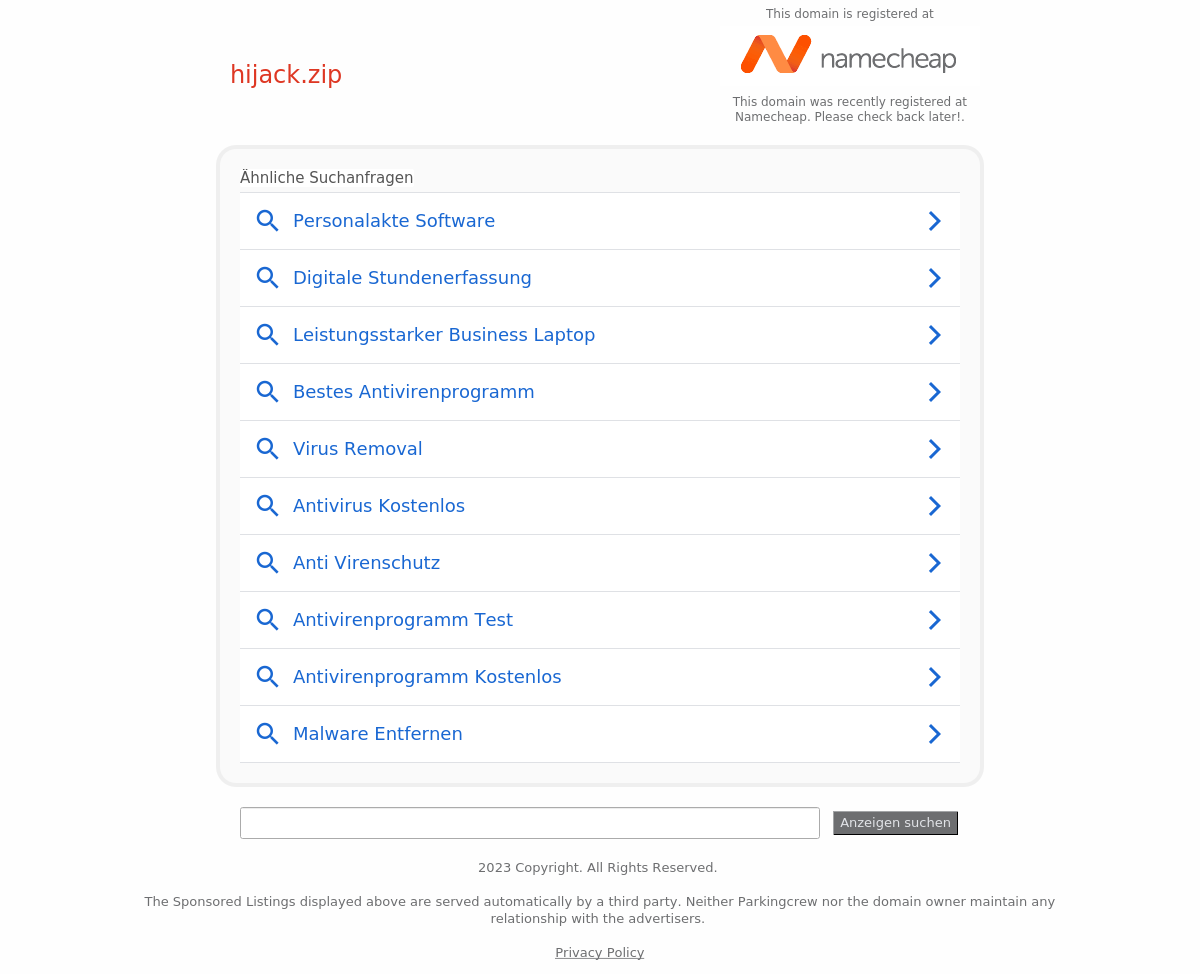 This domain is registered at
namecheap
hijack.zip
This domain was recently registered at
Namecheap. Please check back later!.
Ähnliche Suchanfragen
Personalakte Software
Digitale Stundenerfassung
Leistungsstarker Business Laptop
Bestes Antivirenprogramm
Virus Removal
Antivirus Kostenlos
Anti Virenschutz
Antivirenprogramm Test
Antivirenprogramm Kostenlos
Malware Entfernen
Anzeigen suchen
2023 Copyright. All Rights Reserved.
The Sponsored Listings displayed above are served automatically by a third party. Neither Parkingcrew nor the domain owner maintain any
relationship with the advertisers.
Privacy Policy